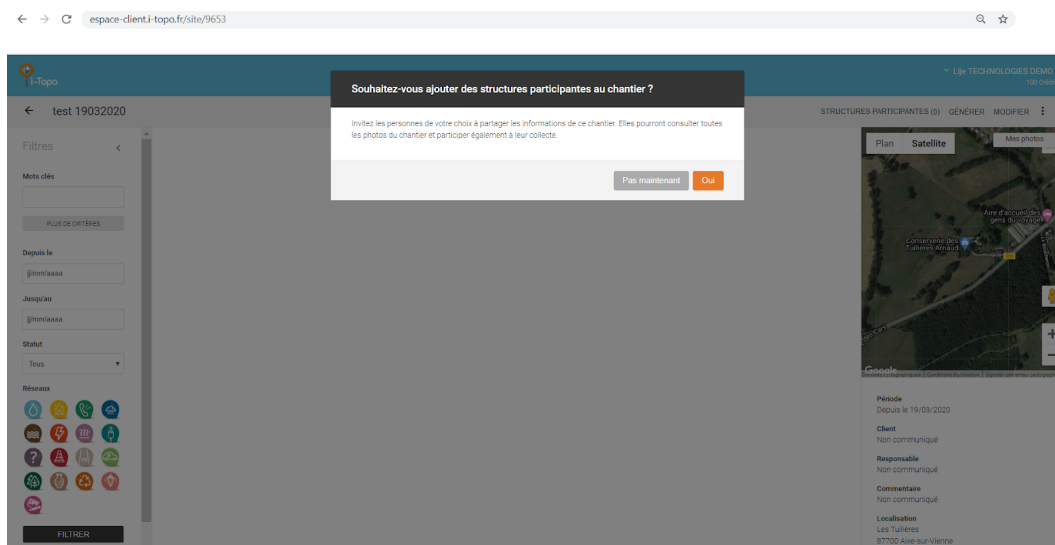 espace-client.i-topo.fr/site/9653
i-Topo
Lije TECHNOLOGIES DEMO
test 19032020
Souhaitez-vous ajouter des structures participantes au chantier ?
Invitez les personnes de votre choix à partager les informations de ce chantier. Elles pourront consulter toutes
les photos du chantier et participer également à leur collecte.
Pas maintenant
Oui
STRUCTURES PARTICIPANTES (0)
GÉNÉRER
MODIFIER
Filtres
Mots clés
PLUS DE CRITÈRES
Depuis le
jj/mm/aaaa
Jusqu'au
jj/mm/aaaa
Statut
Tous
Réseaux
FILTRER
Plan
Satellite
Mes photos
Aire d'accueil des
gens du voyage
Conserverie des
Tuilières Arnaud
Google
Période
Depuis le 19/03/2020
Client
Non communiqué
Responsable
Non communiqué
Commentaire
Non communiqué
Localisation
Les Tuilières
87700 Aixe-sur-Vienne